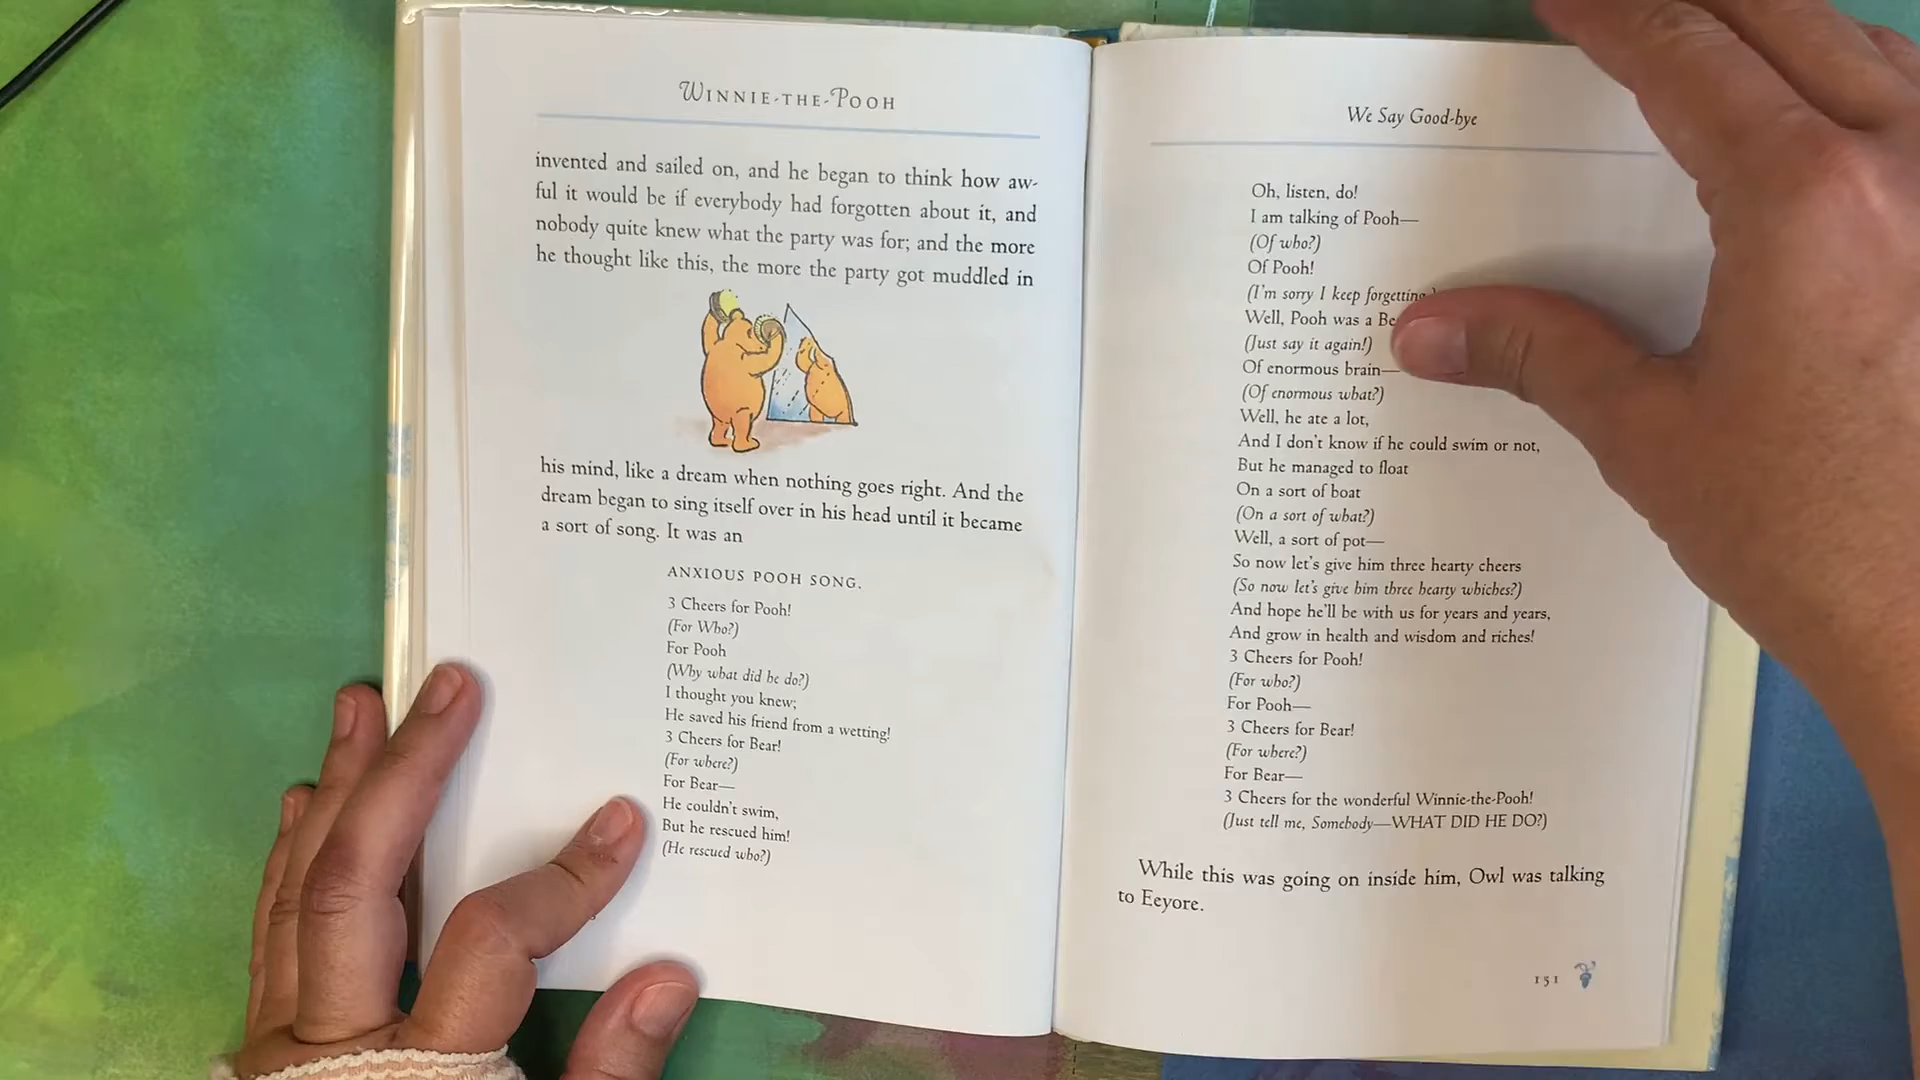 WINNIE-THE-POOH
invented and sailed on, and he began to think how aw-
ful it would be if everybody had forgotten about it, and
nobody quite knew what the party was for; and the more
he thought like this, the more the party got muddled in
his mind, like a dream when nothing goes right. And the
dream began to sing itself over in his head until it became
a sort of song. It was an
ANXIOUS POOH SONG.
3 Cheers for Pooh!
(For Who?)
For Pooh
(Why what did he do?)
I thought you knew;
He saved his friend from a wetting!
3 Cheers for Bear!
(For where?)
For Bear—
He couldn't swim,
But he rescued him!
(He rescued who?)
We Say Good-bye
Oh, listen, do!
I am talking of Pooh—
(Of who?)
Of Pooh!
(I'm sorry I keep forgetting
Well, Pooh was a
(Just say it again!)
Of enormous brain—
(Of enormous what?)
Well, he ate a lot,
And I don't know if he could swim or not,
But he managed to float
On a sort of boat
(On a sort of what?)
Well, a sort of pot—
So now let's give him three hearty cheers
(So now let's give him three hearty whiches?)
And hope he'll be with us for years and years,
And grow in health and wisdom and riches!
3 Cheers for Pooh!
(For who?)
For Pooh—
3 Cheers for Bear!
(For where?)
For Bear—
3 Cheers for the wonderful Winnie-the-Pooh!
(Just tell me, Somebody—WHAT DID HE DO?)
While this was going on inside him, Owl was talking
to Eeyore.
151